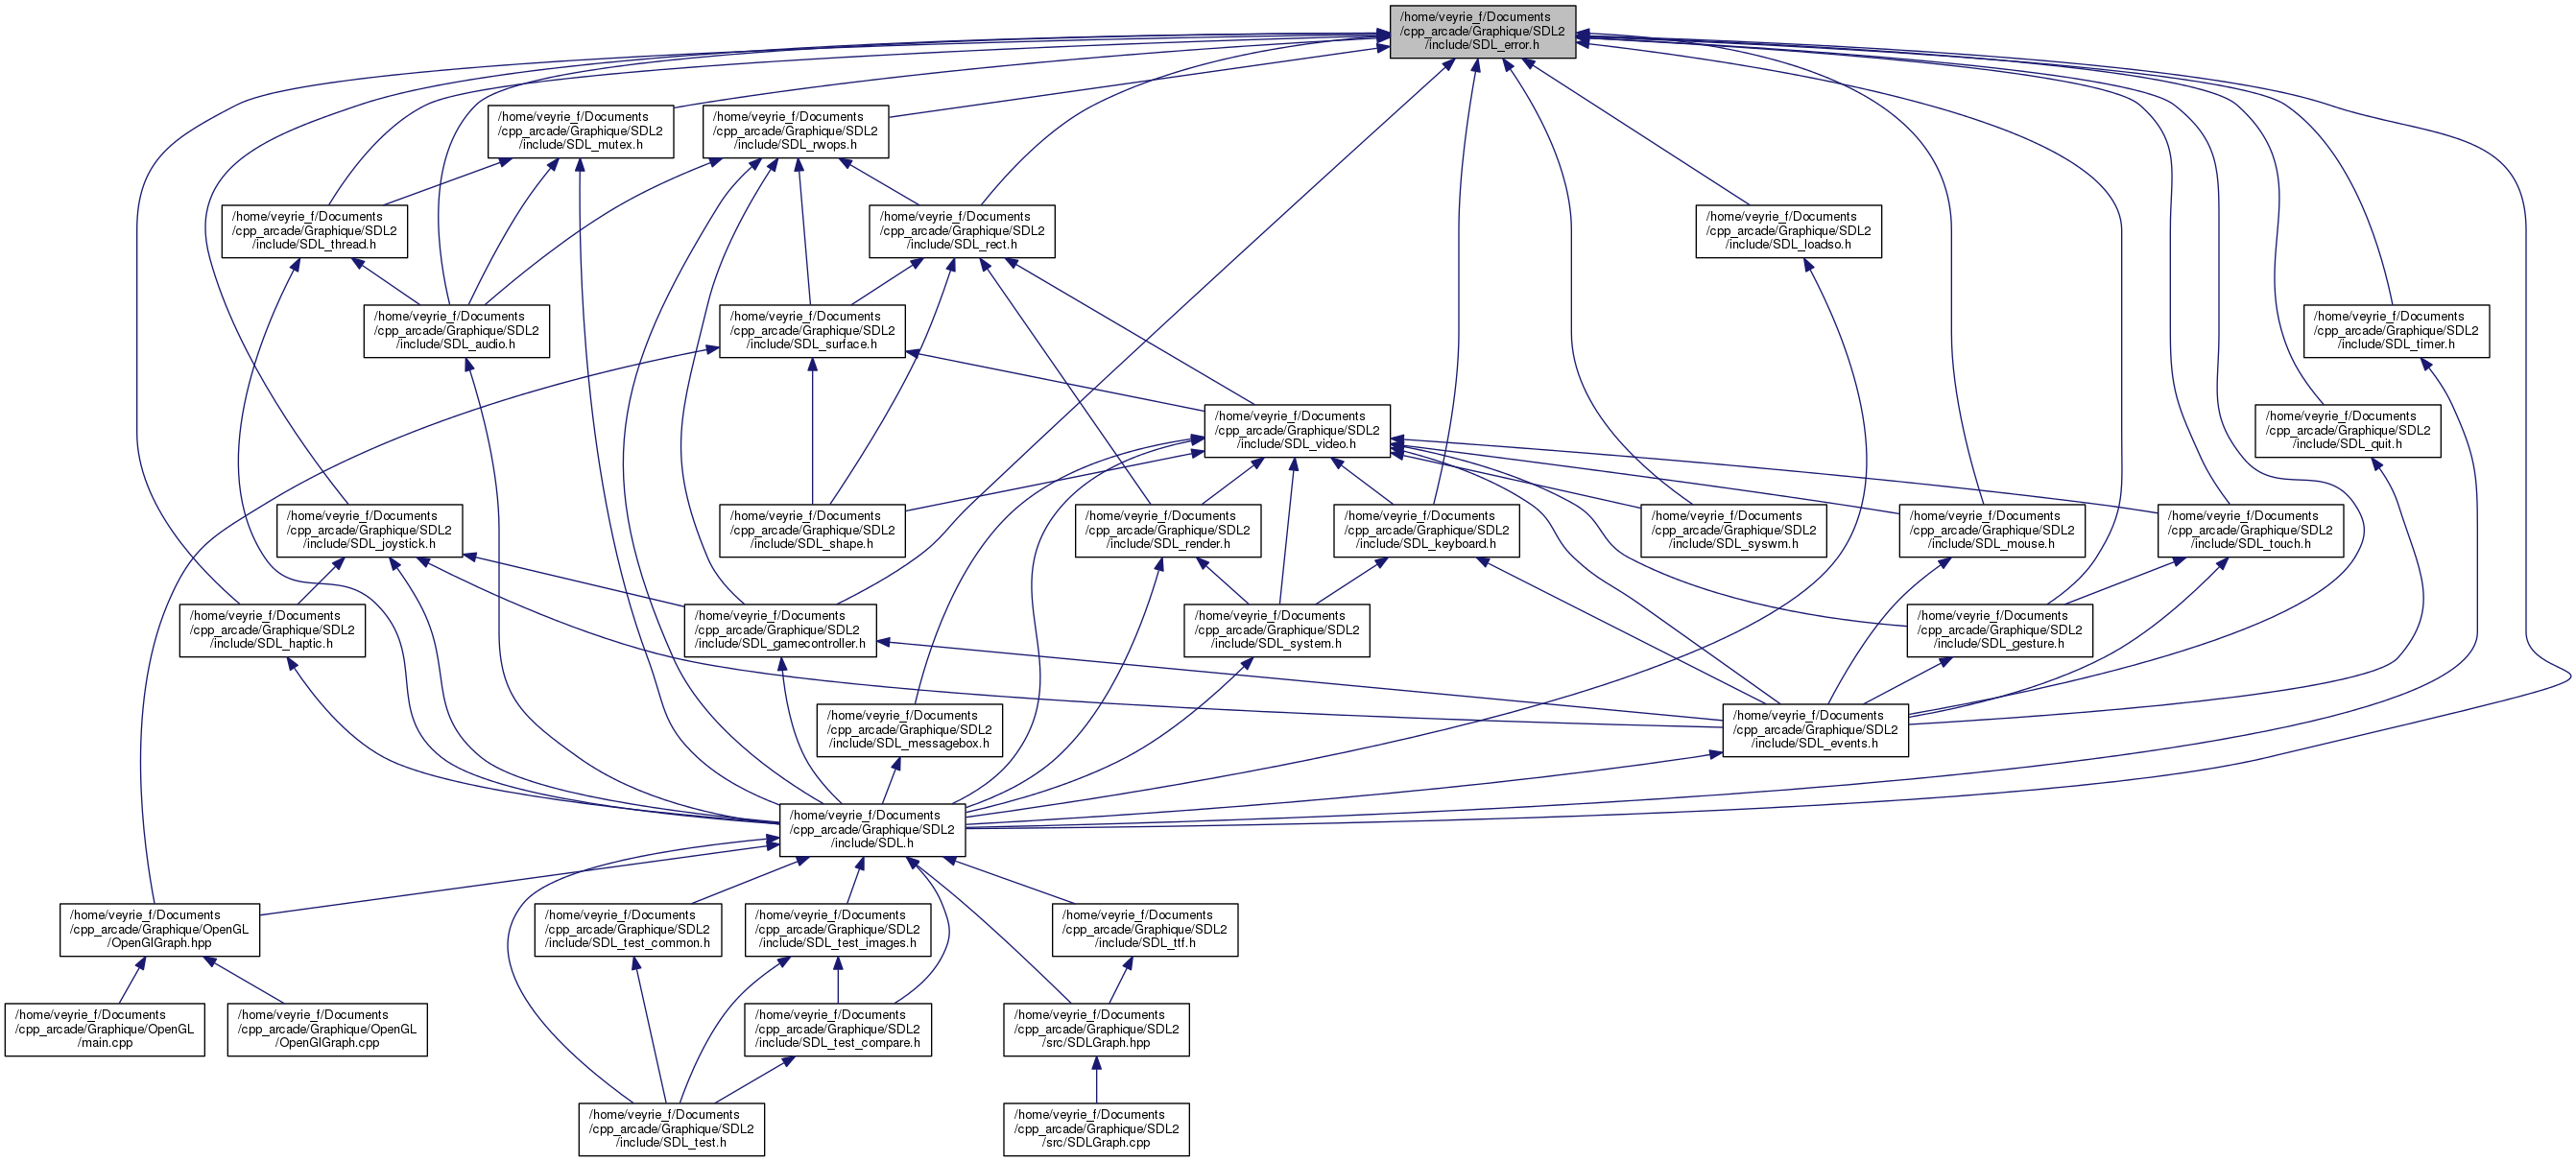 /home/veyrie_f/Documents
/cpp_arcade/Graphique/SDL2
/include/SDL_error.h
/home/veyrie_f/Documents
/cpp_arcade/Graphique/SDL2
/include/SDL_mutex.h
/home/veyrie_f/Documents
/cpp_arcade/Graphique/SDL2
/include/SDL_rwops.h
/home/veyrie_f/Documents
/cpp_arcade/Graphique/SDL2
/include/SDL_thread.h
/home/veyrie_f/Documents
/cpp_arcade/Graphique/SDL2
/include/SDL_rect.h
/home/veyrie_f/Documents
/cpp_arcade/Graphique/SDL2
/include/SDL_loadso.h
/home/veyrie_f/Documents
/cpp_arcade/Graphique/SDL2
/include/SDL_audio.h
/home/veyrie_f/Documents
/cpp_arcade/Graphique/SDL2
/include/SDL_surface.h
/home/veyrie_f/Documents
/cpp_arcade/Graphique/SDL2
/include/SDL_timer.h
/home/veyrie_f/Documents
/cpp_arcade/Graphique/SDL2
/include/SDL_video.h
/home/veyrie_f/Documents
/cpp_arcade/Graphique/SDL2
/include/SDL_quit.h
/home/veyrie_f/Documents
/cpp_arcade/Graphique/SDL2
/include/SDL_joystick.h
/home/veyrie_f/Documents
/cpp_arcade/Graphique/SDL2
/include/SDL_shape.h
/home/veyrie_f/Documents
/cpp_arcade/Graphique/SDL2
/include/SDL_render.h
/home/veyrie_f/Documents
/cpp_arcade/Graphique/SDL2
/include/SDL_keyboard.h
/home/veyrie_f/Documents
/cpp_arcade/Graphique/SDL2
/include/SDL_syswm.h
/home/veyrie_f/Documents
/cpp_arcade/Graphique/SDL2
/include/SDL_mouse.h
/home/veyrie_f/Documents
/cpp_arcade/Graphique/SDL2
/include/SDL_touch.h
/home/veyrie_f/Documents
/cpp_arcade/Graphique/SDL2
/include/SDL_haptic.h
/home/veyrie_f/Documents
/cpp_arcade/Graphique/SDL2
/include/SDL_gamecontroller.h
/home/veyrie_f/Documents
/cpp_arcade/Graphique/SDL2
/include/SDL_system.h
/home/veyrie_f/Documents
/cpp_arcade/Graphique/SDL2
/include/SDL_gesture.h
/home/veyrie_f/Documents
/cpp_arcade/Graphique/SDL2
/include/SDL_messagebox.h
/home/veyrie_f/Documents
/cpp_arcade/Graphique/SDL2
/include/SDL_events.h
/home/veyrie_f/Documents
/cpp_arcade/Graphique/SDL2
/include/SDL.h
/home/veyrie_f/Documents
/cpp_arcade/Graphique/OpenGL
/OpenGlGraph.hpp
/home/veyrie_f/Documents
/cpp_arcade/Graphique/SDL2
/include/SDL_test_common.h
/home/veyrie_f/Documents
/cpp_arcade/Graphique/SDL2
/include/SDL_test_images.h
/home/veyrie_f/Documents
/cpp_arcade/Graphique/SDL2
/include/SDL_ttf.h
/home/veyrie_f/Documents
/cpp_arcade/Graphique/OpenGL
/main.cpp
/home/veyrie_f/Documents
/cpp_arcade/Graphique/OpenGL
/OpenGlGraph.cpp
/home/veyrie_f/Documents
/cpp_arcade/Graphique/SDL2
/include/SDL_test_compare.h
/home/veyrie_f/Documents
/cpp_arcade/Graphique/SDL2
/src/SDLGraph.hpp
/home/veyrie_f/Documents
/cpp_arcade/Graphique/SDL2
/include/SDL_test.h
/home/veyrie_f/Documents
/cpp_arcade/Graphique/SDL2
/src/SDLGraph.cpp